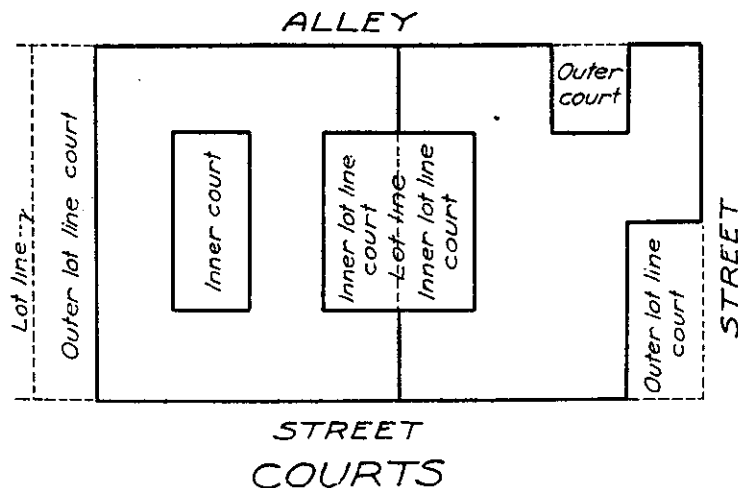 ALLEY
Lot line
Outer lot line court
Inner court
Inner lot line
court
Lot line
Inner lot line
court
Outer
court
Outer lot line
court
STREET
STREET
COURTS